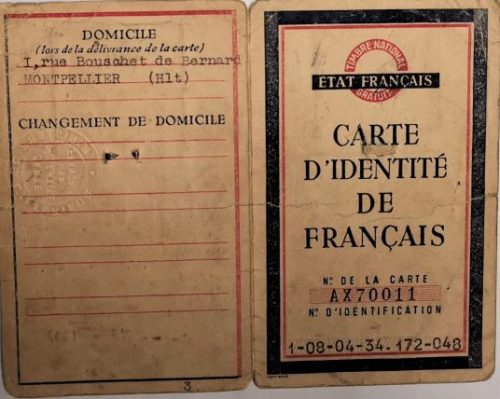 DOMICILE
(lors de la délivrance de la carte)
1,rue Bouschet de Bernard
MONTPELLIER (Hlt)
CHANGEMENT DE DOMICILE
3
TIMBRE NATIONAL
ÉTAT FRANÇAIS
GRATUIT
CARTE
D'IDENTITÉ
DE
FRANÇAIS
N° DE LA CARTE
AX70011
N° D'IDENTIFICATION
1-08-04-34.172-048